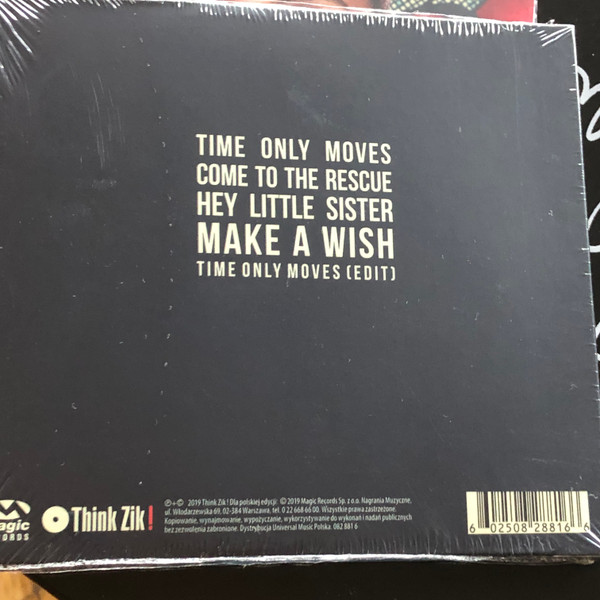 TIME ONLY MOVES
COME TO THE RESCUE
HEY LITTLE SISTER
MAKE A WISH
TIME ONLY MOVES (EDIT)
Magic
RECORDS
Think Zik!
℗+© 2019 Think Zik! Dla polskiej edycji: © 2019 Magic Records Sp. z o.o. Nagrania Muzyczne,
ul. Włodarzewska 69, 02-384 Warszawa, tel. 0 22 668 66 00. Wszystkie prawa zastrzeżone.
Kopiowanie, wynajmowanie, wypożyczanie, wykorzystywanie do wykonań i nadań publicznych
bez zezwolenia zabronione. Dystrybucja Universal Music Polska. 082 881 6
6 02508 28816 6